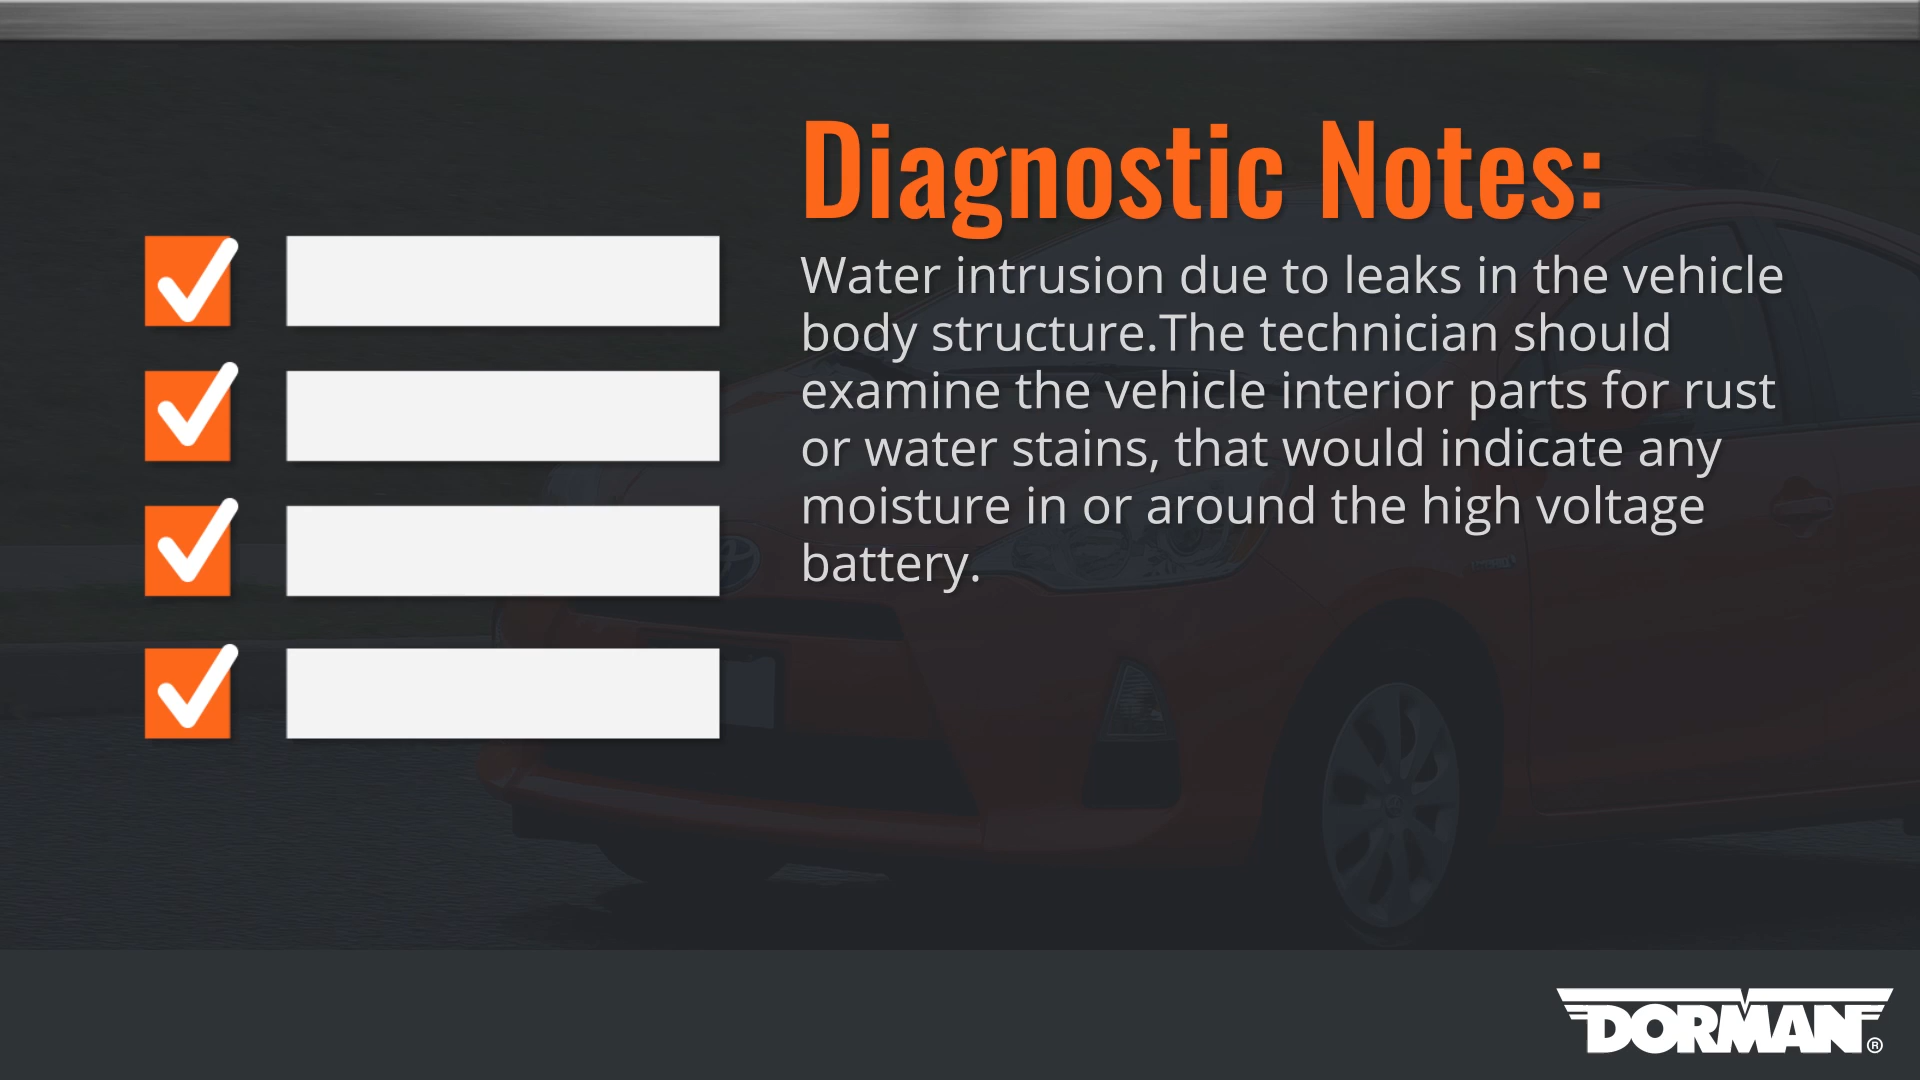 Diagnostic Notes:
Water intrusion due to leaks in the vehicle
body structure.The technician should
examine the vehicle interior parts for rust
or water stains, that would indicate any
moisture in or around the high voltage
battery.
DORMAN®